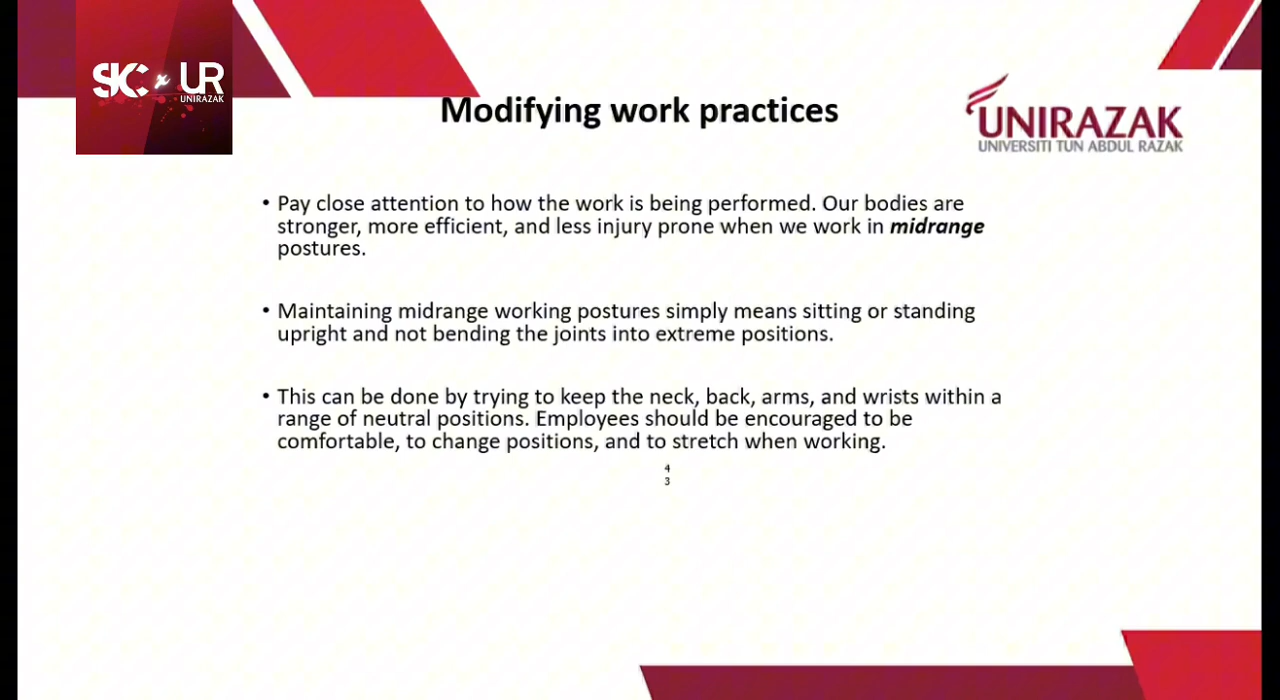 SIC x UR
UNIRAZAK
Modifying work practices
UNIRAZAK
UNIVERSITI TUN ABDUL RAZAK
• Pay close attention to how the work is being performed. Our bodies are
stronger, more efficient, and less injury prone when we work in midrange
postures.
• Maintaining midrange working postures simply means sitting or standing
upright and not bending the joints into extreme positions.
• This can be done by trying to keep the neck, back, arms, and wrists within a
range of neutral positions. Employees should be encouraged to be
comfortable, to change positions, and to stretch when working.
4
3